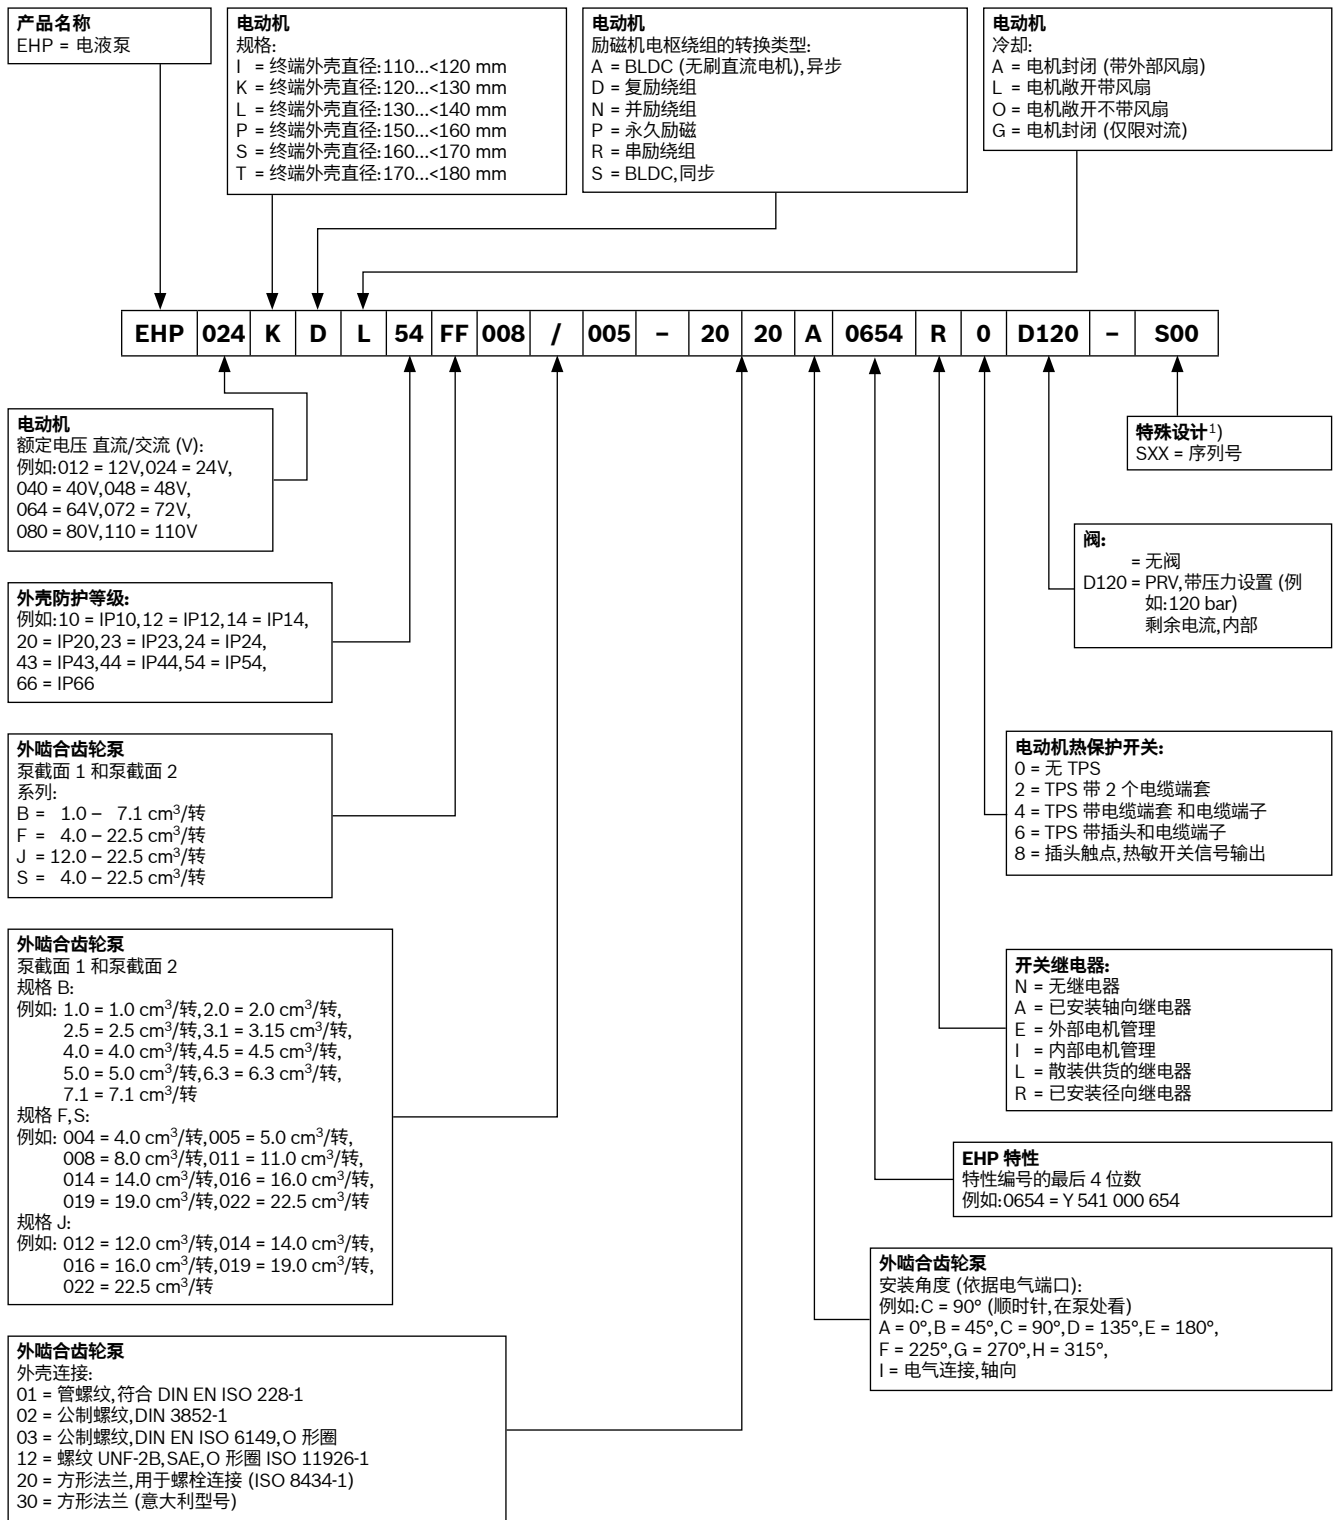 产品名称
EHP = 电液泵
电动机
规格:
I = 终端外壳直径:110...<120 mm
K = 终端外壳直径:120...<130 mm
L = 终端外壳直径:130...<140 mm
P = 终端外壳直径:150...<160 mm
S = 终端外壳直径:160...<170 mm
T = 终端外壳直径:170...<180 mm
电动机
励磁机电枢绕组的转换类型:
A = BLDC (无刷直流电机),异步
D = 复励绕组
N = 并励绕组
P = 永久励磁
R = 串励绕组
S = BLDC,同步
电动机
冷却:
A = 电机封闭 (带外部风扇)
L = 电机敞开带风扇
O = 电机敞开不带风扇
G = 电机封闭 (仅限对流)
EHP 024 K D L 54 FF 008 / 005 – 20 20 A 0654 R 0 D120 – S00
电动机
额定电压 直流/交流 (V):
例如:012 = 12V,024 = 24V,
040 = 40V,048 = 48V,
064 = 64V,072 = 72V,
080 = 80V,110 = 110V
外壳防护等级:
例如:10 = IP10,12 = IP12,14 = IP14,
20 = IP20,23 = IP23,24 = IP24,
43 = IP43,44 = IP44,54 = IP54,
66 = IP66
外啮合齿轮泵
泵截面 1 和泵截面 2
系列:
B = 1.0 – 7.1 cm³/转
F = 4.0 – 22.5 cm³/转
J = 12.0 – 22.5 cm³/转
S = 4.0 – 22.5 cm³/转
外啮合齿轮泵
泵截面 1 和泵截面 2
规格 B:
例如: 1.0 = 1.0 cm³/转,2.0 = 2.0 cm³/转,
2.5 = 2.5 cm³/转,3.1 = 3.15 cm³/转,
4.0 = 4.0 cm³/转,4.5 = 4.5 cm³/转,
5.0 = 5.0 cm³/转,6.3 = 6.3 cm³/转,
7.1 = 7.1 cm³/转
规格 F,S:
例如: 004 = 4.0 cm³/转,005 = 5.0 cm³/转,
008 = 8.0 cm³/转,011 = 11.0 cm³/转,
014 = 14.0 cm³/转,016 = 16.0 cm³/转,
019 = 19.0 cm³/转,022 = 22.5 cm³/转
规格 J:
例如: 012 = 12.0 cm³/转,014 = 14.0 cm³/转,
016 = 16.0 cm³/转,019 = 19.0 cm³/转,
022 = 22.5 cm³/转
外啮合齿轮泵
外壳连接:
01 = 管螺纹,符合 DIN EN ISO 228-1
02 = 公制螺纹,DIN 3852-1
03 = 公制螺纹,DIN EN ISO 6149,O 形圈
12 = 螺纹 UNF-2B,SAE,O 形圈 ISO 11926-1
20 = 方形法兰,用于螺栓连接 (ISO 8434-1)
30 = 方形法兰 (意大利型号)
特殊设计¹)
SXX = 序列号
阀:
= 无阀
D120 = PRV,带压力设置 (例
如:120 bar)
剩余电流,内部
电动机热保护开关:
0 = 无 TPS
2 = TPS 带 2 个电缆端套
4 = TPS 带电缆端套 和电缆端子
6 = TPS 带插头和电缆端子
8 = 插头触点,热敏开关信号输出
开关继电器:
N = 无继电器
A = 已安装轴向继电器
E = 外部电机管理
I = 内部电机管理
L = 散装供货的继电器
R = 已安装径向继电器
EHP 特性
特性编号的最后 4 位数
例如:0654 = Y 541 000 654
外啮合齿轮泵
安装角度 (依据电气端口):
例如:C = 90° (顺时针,在泵处看)
A = 0°,B = 45°,C = 90°,D = 135°,E = 180°,
F = 225°,G = 270°,H = 315°,
I = 电气连接,轴向